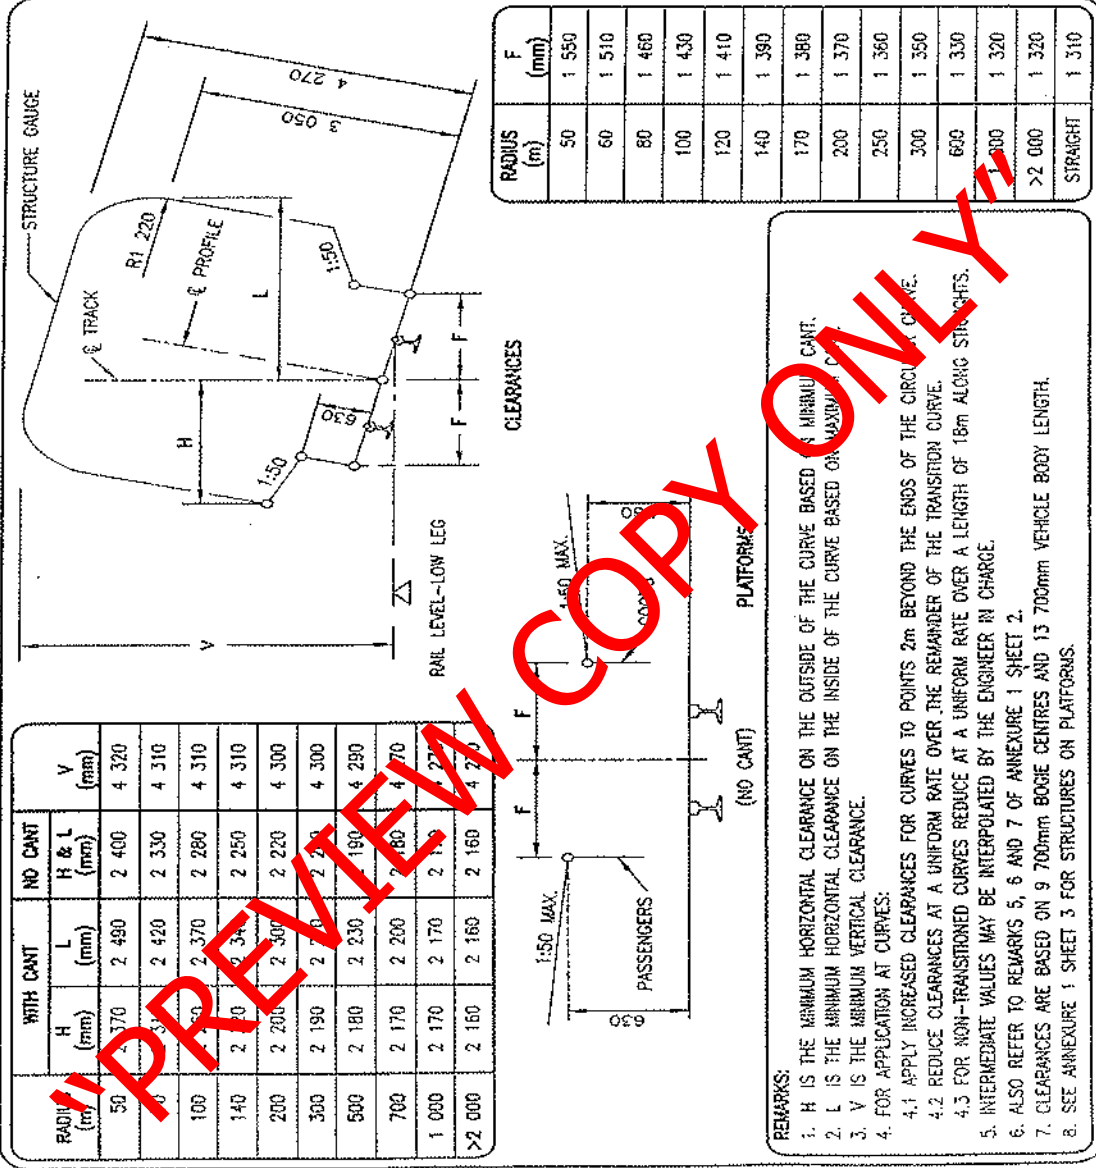 STRUCTURE GAUGE
℄ TRACK
R1 220
℄ PROFILE
4 270
3 050
H
L
V
1:50
1:50
630
F
F
RAIL LEVEL-LOW LEG
CLEARANCES
WITH CANT NO CANT
(m) H (mm) L (mm) H & L (mm) V (mm)
50 2 490 2 400 4 320
2 420 2 330 4 310
100 2 370 2 280 4 310
140 2 250 4 310
200 2 200 2 300 2 220 4 300
300 2 190 4 300
500 2 180 2 230 2 190 4 290
700 2 170 2 200
1 000 2 170 2 170
>2 000 2 160 2 160 2 160
RADIUS (m) F (mm)
50 1 550
60 1 510
80 1 460
100 1 430
120 1 410
140 1 390
170 1 380
200 1 370
250 1 360
300 1 350
600 1 330
1 320
>2 000 1 320
STRAIGHT 1 310
1:50 MAX.
PASSENGERS
630
F
F
1:50 MAX.
(NO CANT)
PLATFORMS
REMARKS:
1. H IS THE MINIMUM HORIZONTAL CLEARANCE ON THE OUTSIDE OF THE CURVE BASED ON MINIMUM CANT.
2. L IS THE MINIMUM HORIZONTAL CLEARANCE ON THE INSIDE OF THE CURVE BASED ON MAXIMUM
3. V IS THE MINIMUM VERTICAL CLEARANCE.
4. FOR APPLICATION AT CURVES:
4.1 APPLY INCREASED CLEARANCES FOR CURVES TO POINTS 2m BEYOND THE ENDS OF THE CIRCULAR CURVE.
4.2 REDUCE CLEARANCES AT A UNIFORM RATE OVER THE REMAINDER OF THE TRANSITION CURVE.
4.3 FOR NON-TRANSITIONED CURVES REDUCE AT A UNIFORM RATE OVER A LENGTH OF 18m ALONG STRAIGHTS.
5. INTERMEDIATE VALUES MAY BE INTERPOLATED BY THE ENGINEER IN CHARGE.
6. ALSO REFER TO REMARKS 5, 6 AND 7 OF ANNEXURE 1 SHEET 2.
7. CLEARANCES ARE BASED ON 9 700mm BOGIE CENTRES AND 13 700mm VEHICLE BODY LENGTH.
8. SEE ANNEXURE 1 SHEET 3 FOR STRUCTURES ON PLATFORMS.
"PREVIEW COPY ONLY"